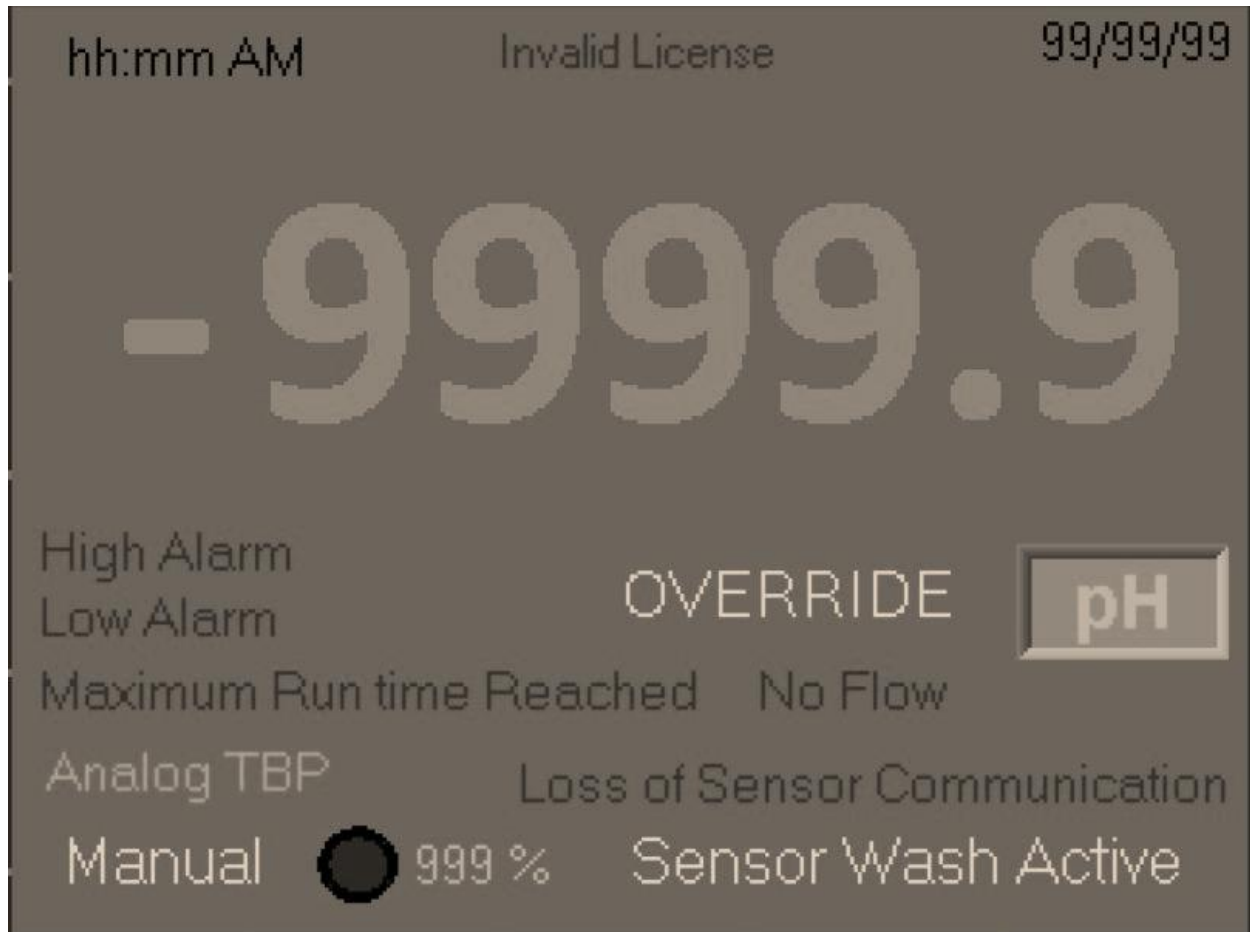 hh:mm AM Invalid License 99/99/99
-9999.9
High Alarm
OVERRIDE pH
Low Alarm
Maximum Run time Reached No Flow
Analog TBP Loss of Sensor Communication
Manual 999 % Sensor Wash Active